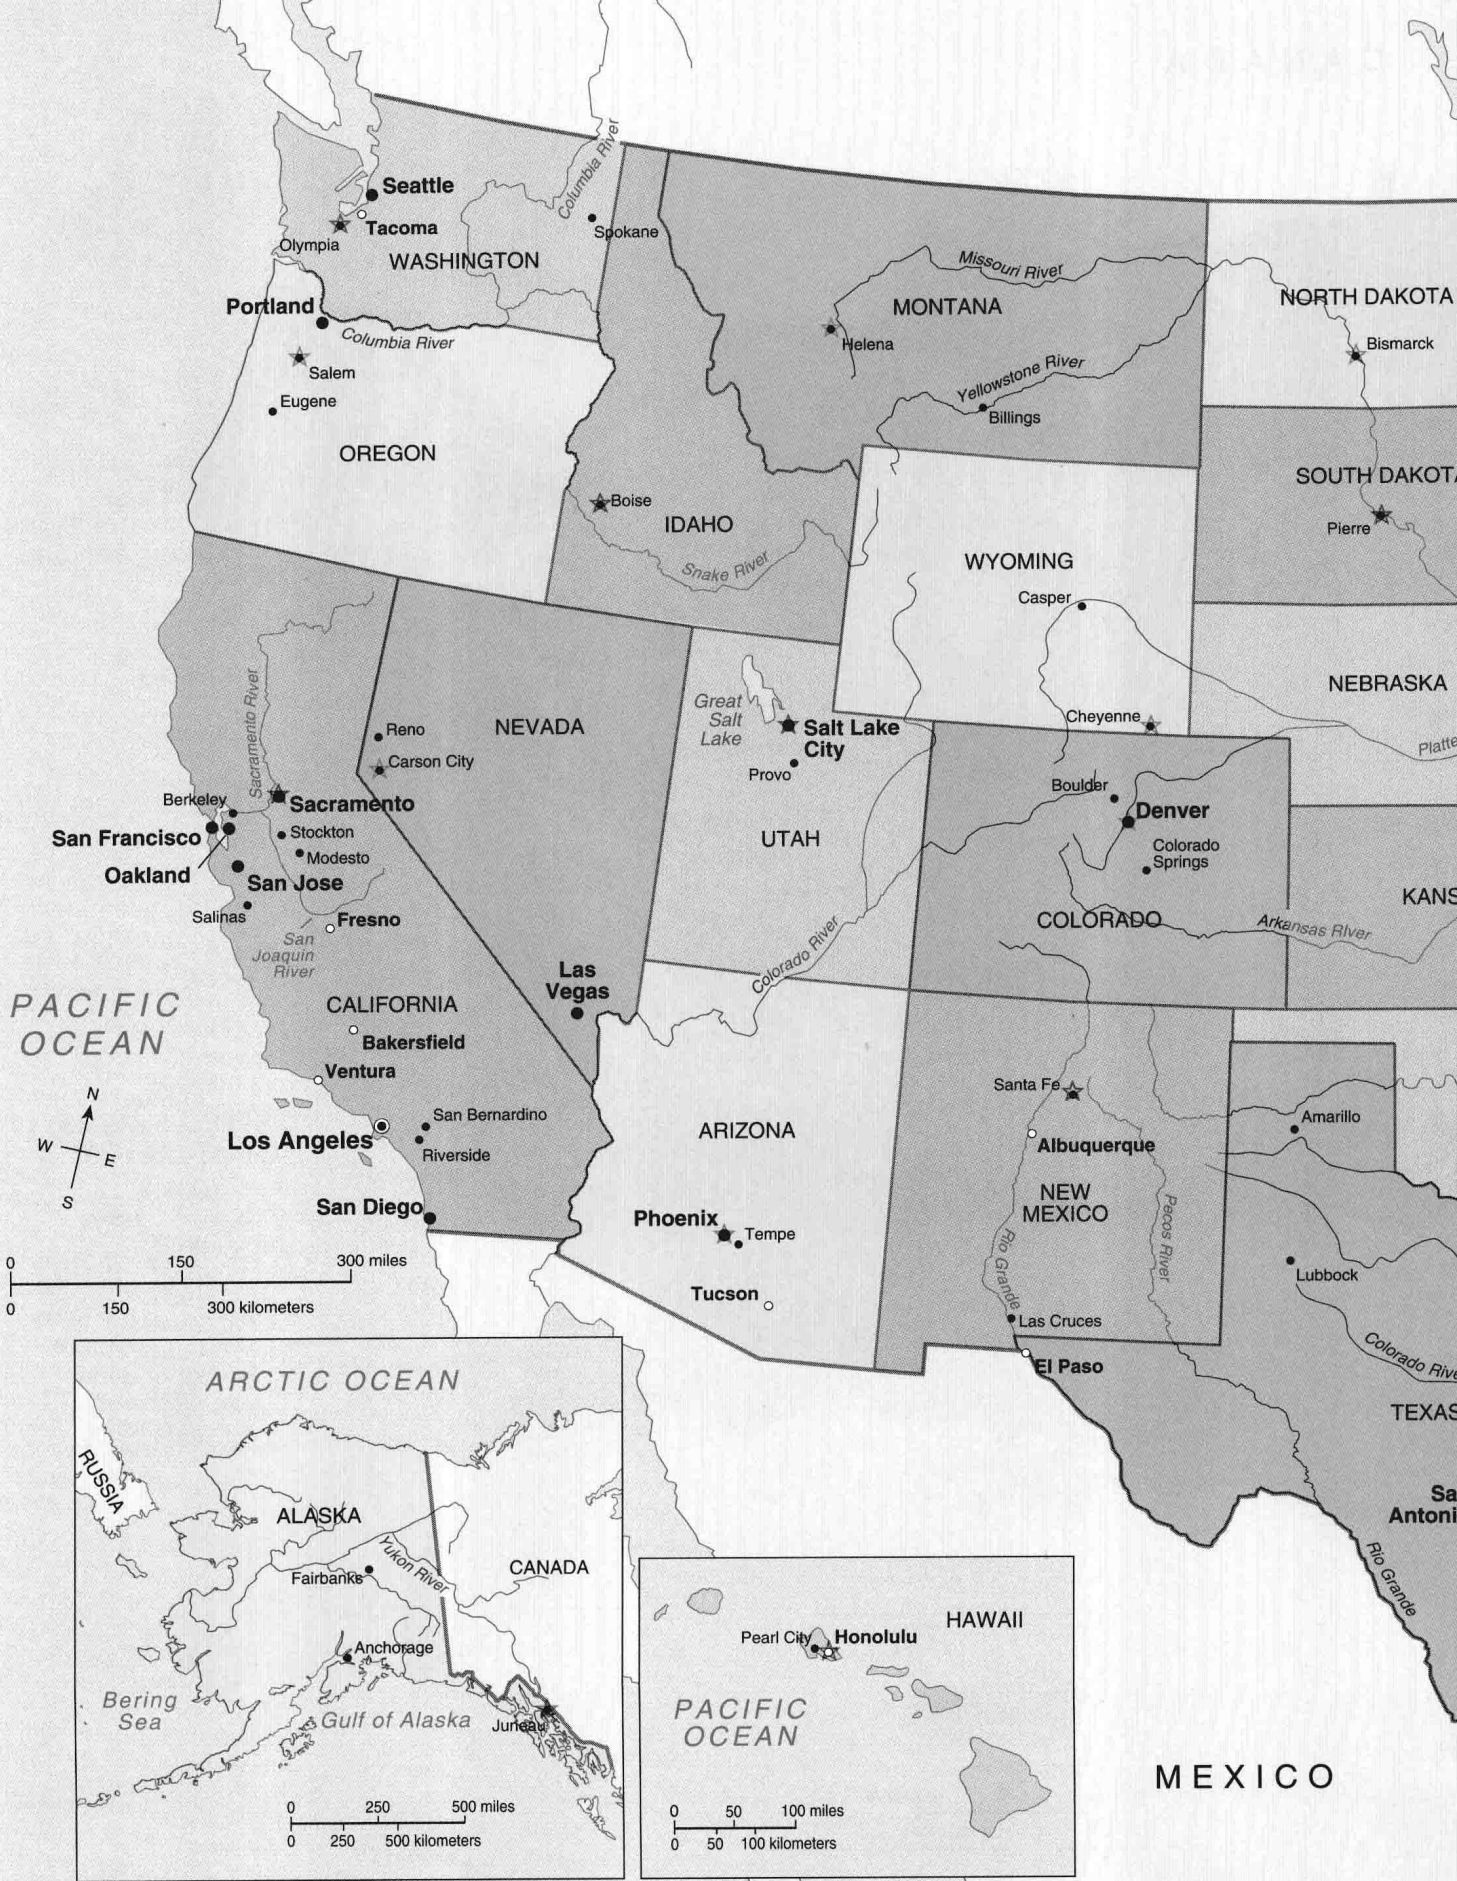 Columbia River
Seattle
Tacoma
Olympia
Spokane
WASHINGTON
Missouri River
MONTANA
NORTH DAKOTA
Portland
Columbia River
Helena
Bismarck
Salem
Yellowstone River
Eugene
Billings
OREGON
SOUTH DAKOTA
Boise
IDAHO
Pierre
Snake River
WYOMING
Casper
Sacramento River
NEBRASKA
Great
Salt
Lake
Reno
NEVADA
Salt Lake
City
Cheyenne
Platte
Carson City
Provo
Boulder
Berkeley
Sacramento
Denver
San Francisco
Stockton
UTAH
Colorado
Springs
Modesto
Oakland
San Jose
KANS
Salinas
Fresno
COLORADO
Arkansas River
San
Joaquin
River
Colorado River
Las
Vegas
PACIFIC
OCEAN
CALIFORNIA
Bakersfield
Ventura
Santa Fe
N
W
E
S
San Bernardino
Los Angeles
Riverside
ARIZONA
Amarillo
Albuquerque
NEW
MEXICO
San Diego
Phoenix
Tempe
Rio Grande
Pecos River
0 150 300 miles
0 150 300 kilometers
Lubbock
Tucson
Las Cruces
El Paso
Colorado Rive
TEXAS
ARCTIC OCEAN
RUSSIA
ALASKA
Yukon River
CANADA
Fairbanks
Anchorage
Bering
Sea
Gulf of Alaska
Juneau
0 250 500 miles
0 250 500 kilometers
HAWAII
Pearl City
Honolulu
PACIFIC
OCEAN
0 50 100 miles
0 50 100 kilometers
Sa
Antoni
Rio Grande
MEXICO